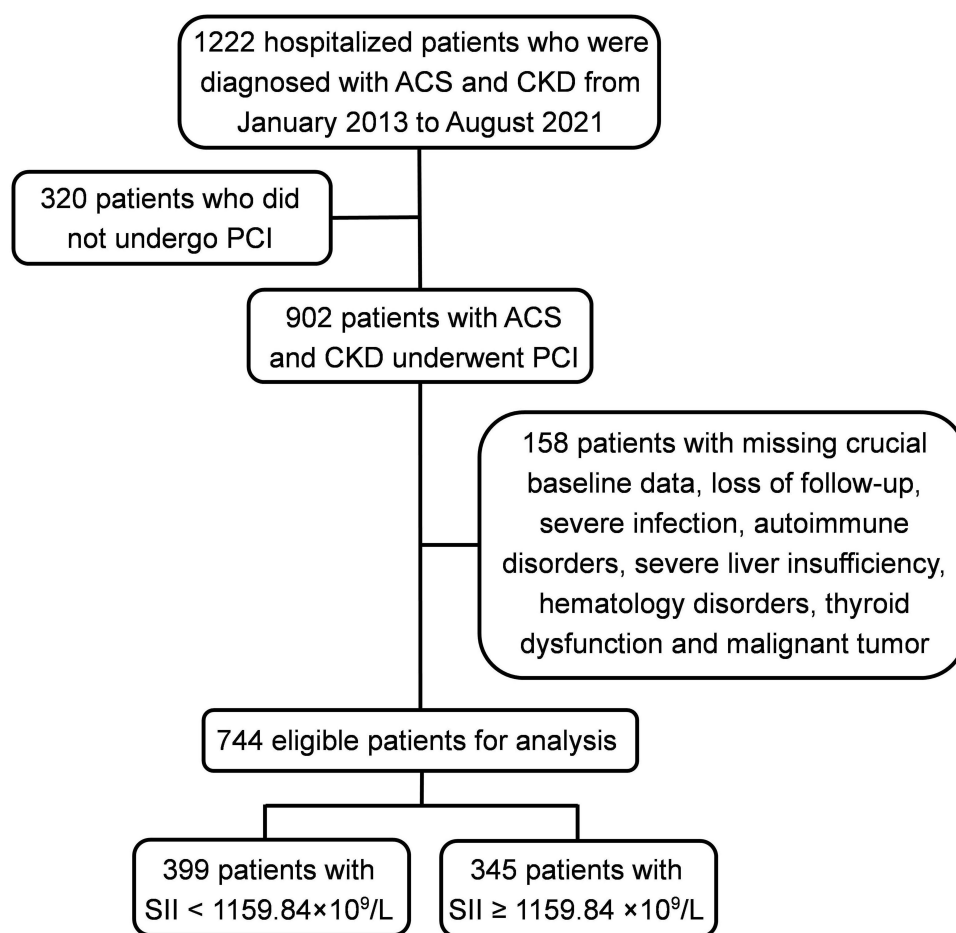 1222 hospitalized patients who were
diagnosed with ACS and CKD from
January 2013 to August 2021
320 patients who did
not undergo PCI
902 patients with ACS
and CKD underwent PCI
158 patients with missing crucial
baseline data, loss of follow-up,
severe infection, autoimmune
disorders, severe liver insufficiency,
hematology disorders, thyroid
dysfunction and malignant tumor
744 eligible patients for analysis
399 patients with
SII < 1159.84×10⁹/L
345 patients with
SII ≥ 1159.84 ×10⁹/L